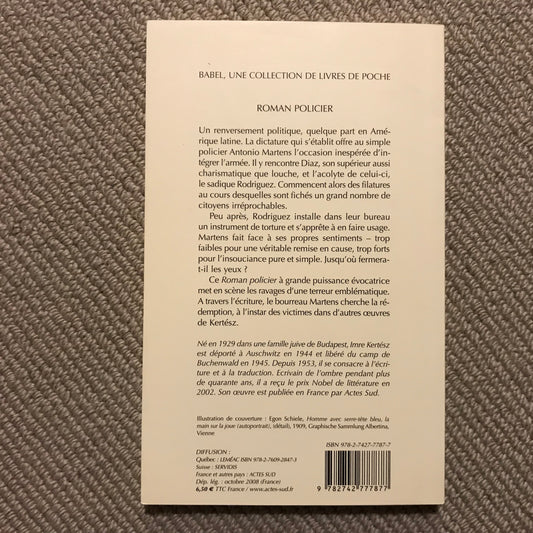 BABEL, UNE COLLECTION DE LIVRES DE POCHE
ROMAN POLICIER
Un renversement politique, quelque part en Amé-
rique latine. La dictature qui s'établit offre au simple
policier Antonio Martens l'occasion inespérée d'in-
tégrer l'armée. Il y rencontre Diaz, son supérieur aussi
charismatique que louche, et l'acolyte de celui-ci,
le sadique Rodriguez. Commencent alors des filatures
au cours desquelles sont fichés un grand nombre de
citoyens irréprochables.
Peu après, Rodriguez installe dans leur bureau
un instrument de torture et s'apprête à en faire usage.
Martens fait face à ses propres sentiments – trop
faibles pour une véritable remise en cause, trop forts
pour l'insouciance pure et simple. Jusqu'où fermera-
t-il les yeux ?
Ce Roman policier à grande puissance évocatrice
met en scène les ravages d'une terreur emblématique.
A travers l'écriture, le bourreau Martens cherche la ré-
demption, à l'instar des victimes dans d'autres œuvres
de Kertész.
Né en 1929 dans une famille juive de Budapest, Imre Kertész
est déporté à Auschwitz en 1944 et libéré du camp de
Buchenwald en 1945. Depuis 1953, il se consacre à l'écri-
ture et à la traduction. Ecrivain de l'ombre pendant plus
de quarante ans, il a reçu le prix Nobel de littérature en
2002. Son œuvre est publiée en France par Actes Sud.
Illustration de couverture : Egon Schiele, Homme avec serre-tête bleu, la
main sur la joue (autoportrait), (détail), 1909, Graphische Sammlung Albertina,
Vienne
ISBN 978-2-7427-7787-7
DIFFUSION :
Québec : LEMÉAC ISBN 978-2-7609-2847-3
Suisse : SERVIDIS
France et autres pays : ACTES SUD
Dép. lég. : octobre 2008 (France)
6,50 € TTC France / www.actes-sud.fr
9 782742 777877